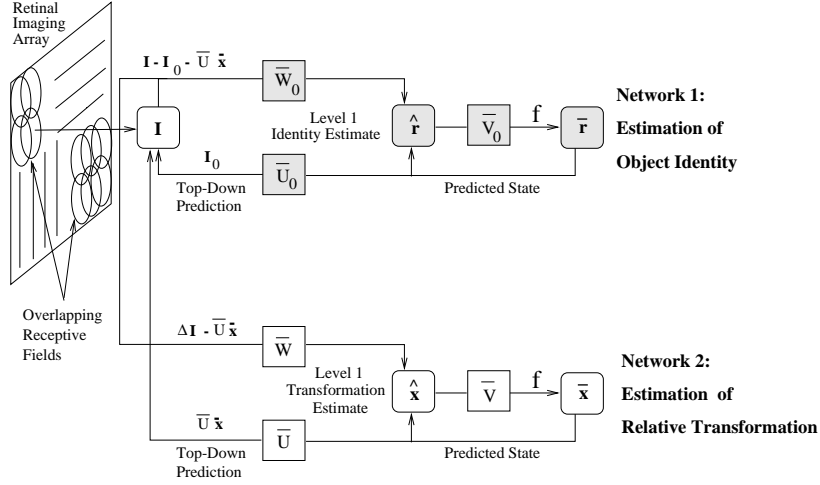 Retinal
Imaging
Array
I - I₀ - U̅ x̅
W̅₀
Level 1
Identity Estimate
r̂
V̅₀
f
r̅
Network 1:
Estimation of
Object Identity
I
I₀
Top-Down
Prediction
U̅₀
Predicted State
Overlapping
Receptive
Fields
ΔI - U̅ x̅
W̅
Level 1
Transformation
Estimate
x̂
V̅
f
x̅
Network 2:
Estimation of
Relative Transformation
U̅ x̅
Top-Down
Prediction
U̅
Predicted State